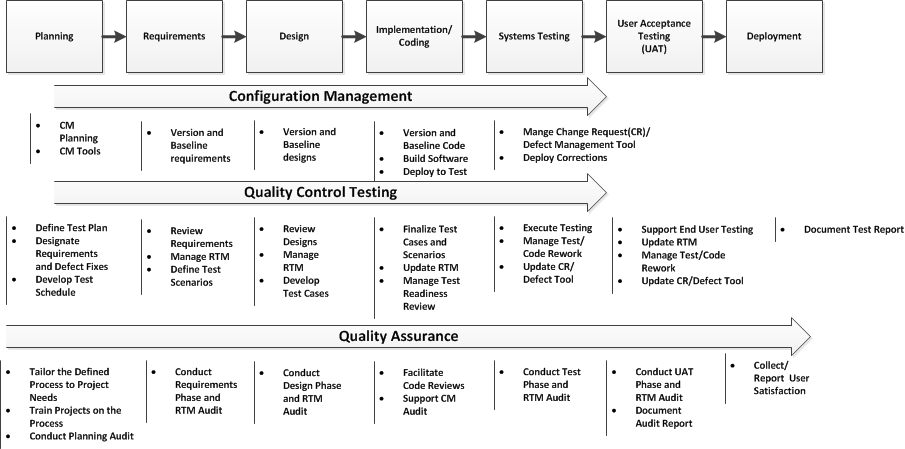 Planning
Requirements
Design
Implementation/
Coding
Systems Testing
User Acceptance
Testing
(UAT)
Deployment
Configuration Management
• CM
Planning
• CM Tools
• Version and
Baseline
requirements
• Version and
Baseline
designs
• Version and
Baseline Code
• Build Software
• Deploy to Test
• Mange Change Request(CR)/
Defect Management Tool
• Deploy Corrections
Quality Control Testing
• Define Test Plan
• Designate
Requirements
and Defect Fixes
• Develop Test
Schedule
• Review
Requirements
• Manage RTM
• Define Test
Scenarios
• Review
Designs
• Manage
RTM
• Develop
Test Cases
• Finalize Test
Cases and
Scenarios
• Update RTM
• Manage Test
Readiness
Review
• Execute Testing
• Manage Test/
Code Rework
• Update CR/
Defect Tool
• Support End User Testing
• Update RTM
• Manage Test/Code
Rework
• Update CR/Defect Tool
• Document Test Report
Quality Assurance
• Tailor the Defined
Process to Project
Needs
• Train Projects on the
Process
• Conduct Planning Audit
• Conduct
Requirements
Phase and
RTM Audit
• Conduct
Design Phase
and RTM
Audit
• Facilitate
Code Reviews
• Support CM
Audit
• Conduct Test
Phase and
RTM Audit
• Conduct UAT
Phase and
RTM Audit
• Document
Audit Report
• Collect/
Report User
Satisfaction